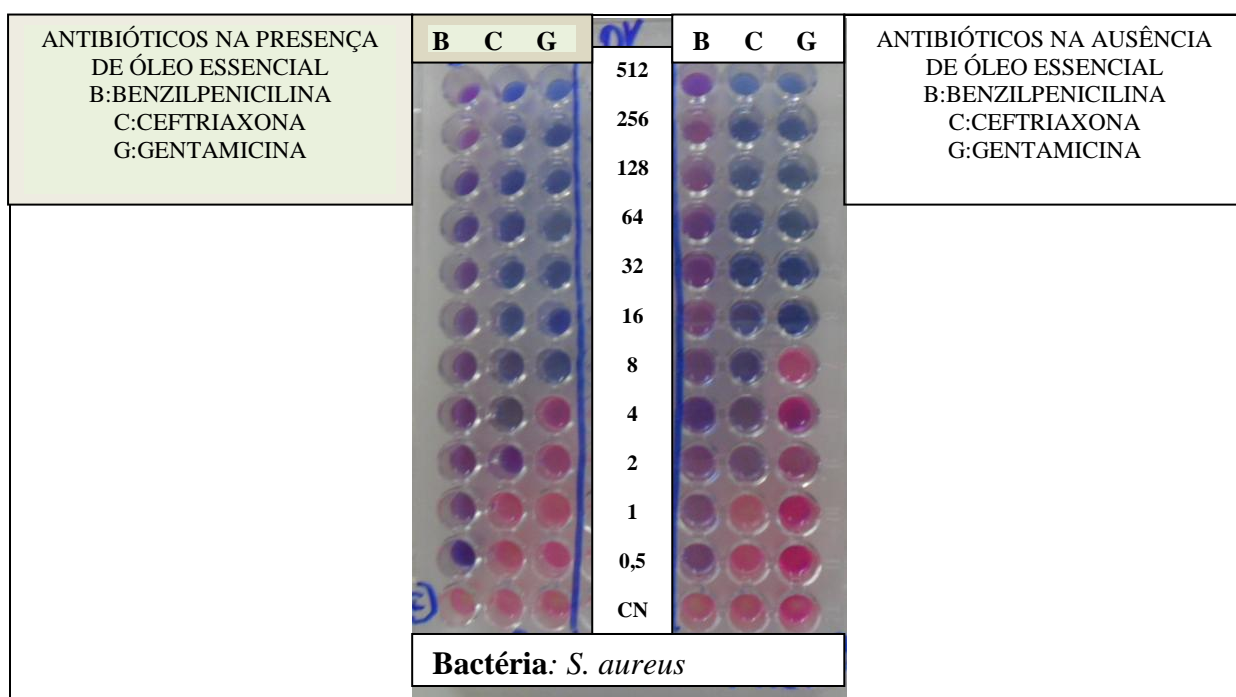 ANTIBIÓTICOS NA PRESENÇA
DE ÓLEO ESSENCIAL
B:BENZILPENICILINA
C:CEFTRIAXONA
G:GENTAMICINA
B C G
OV
B C G
ANTIBIÓTICOS NA AUSÊNCIA
DE ÓLEO ESSENCIAL
B:BENZILPENICILINA
C:CEFTRIAXONA
G:GENTAMICINA
512
256
128
64
32
16
8
4
2
1
0,5
CN
Bactéria: S. aureus